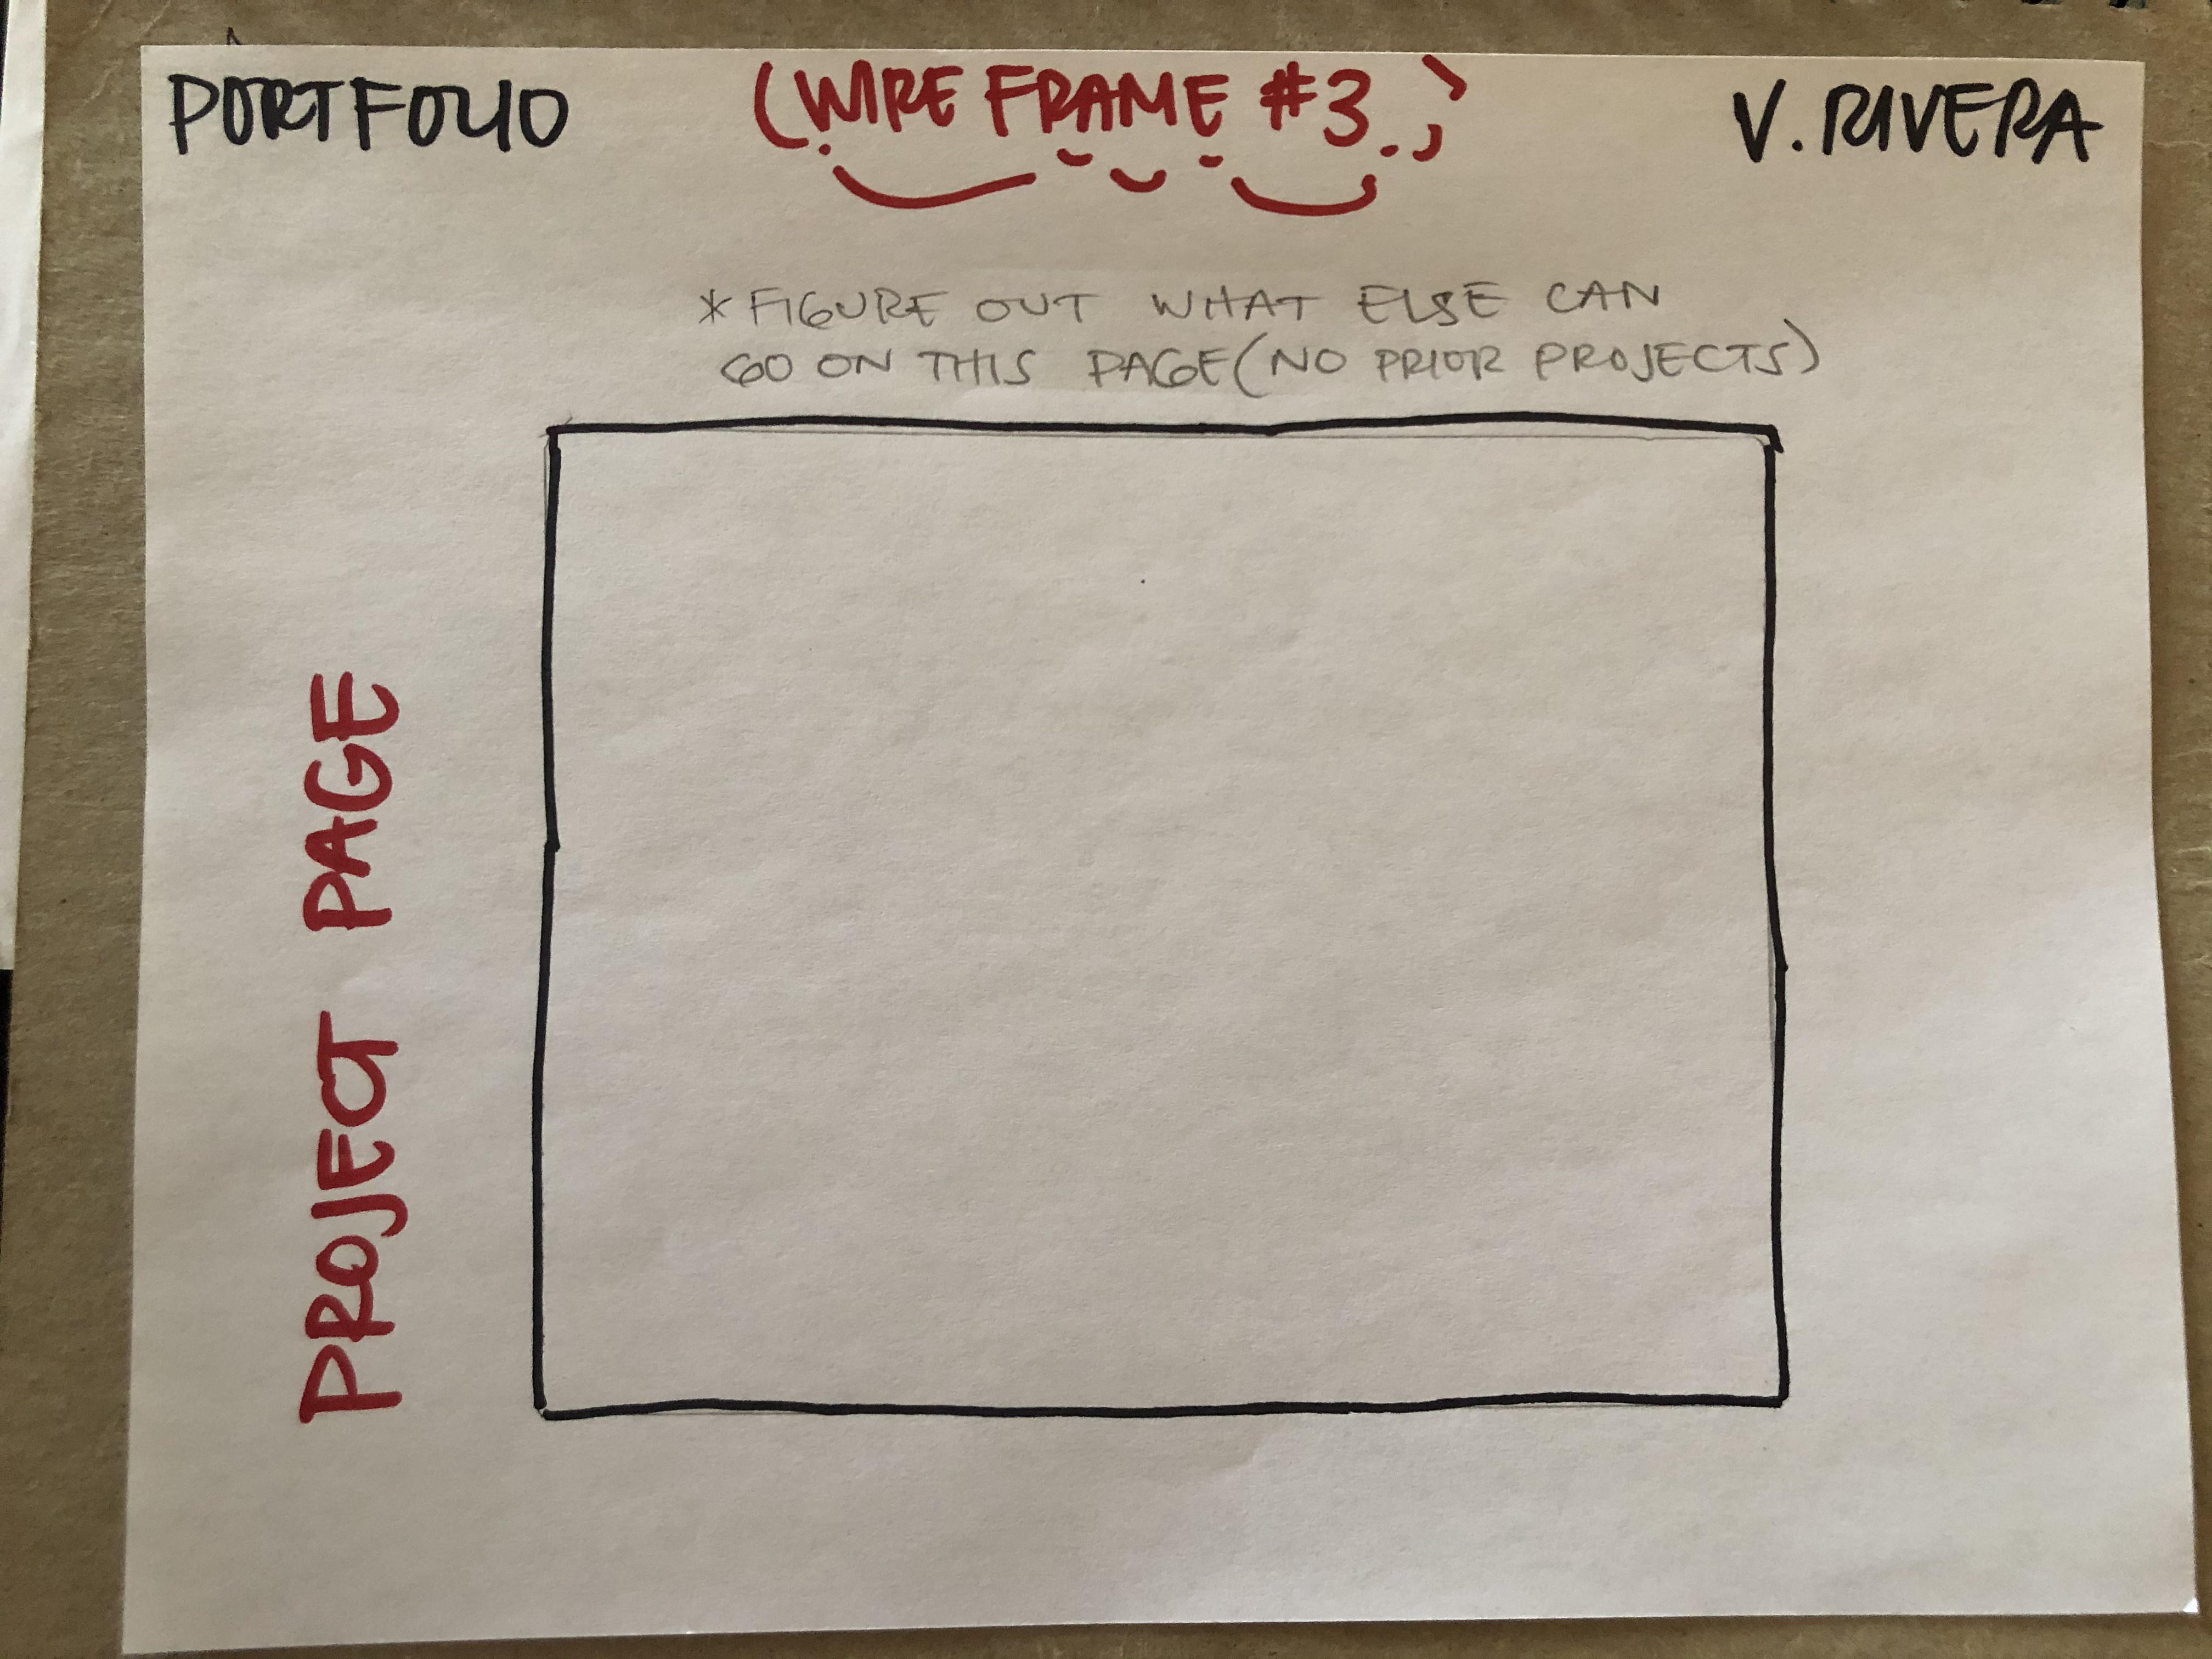 PORTFOLIO
(WIRE FRAME #3.)
V. RIVERA
*FIGURE OUT WHAT ELSE CAN
GO ON THIS PAGE (NO PRIOR PROJECTS)
PROJECT PAGE